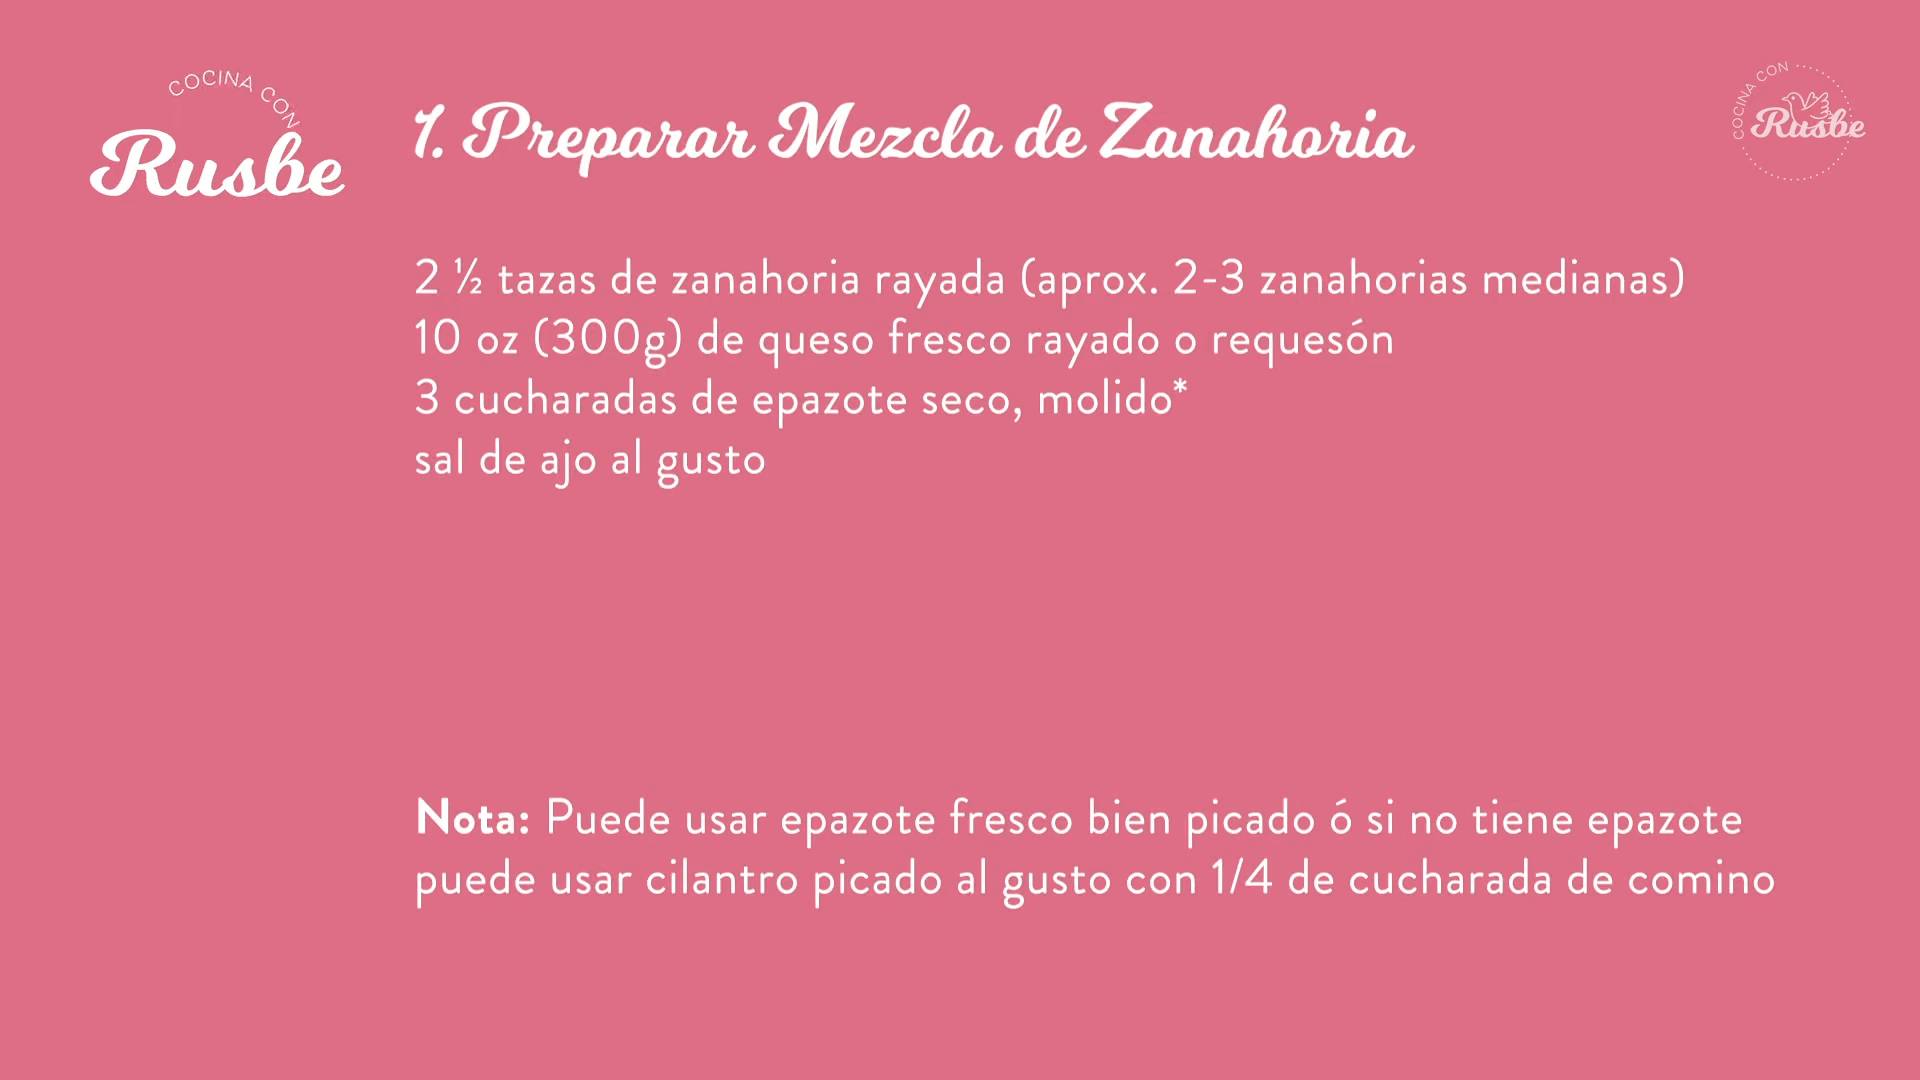 COCINA CON
Rusbe
1. Preparar Mezcla de Zanahoria
COCINA CON
Rusbe
2 ½ tazas de zanahoria rayada (aprox. 2-3 zanahorias medianas)
10 oz (300g) de queso fresco rayado o requesón
3 cucharadas de epazote seco, molido*
sal de ajo al gusto
Nota: Puede usar epazote fresco bien picado ó si no tiene epazote
puede usar cilantro picado al gusto con 1/4 de cucharada de comino